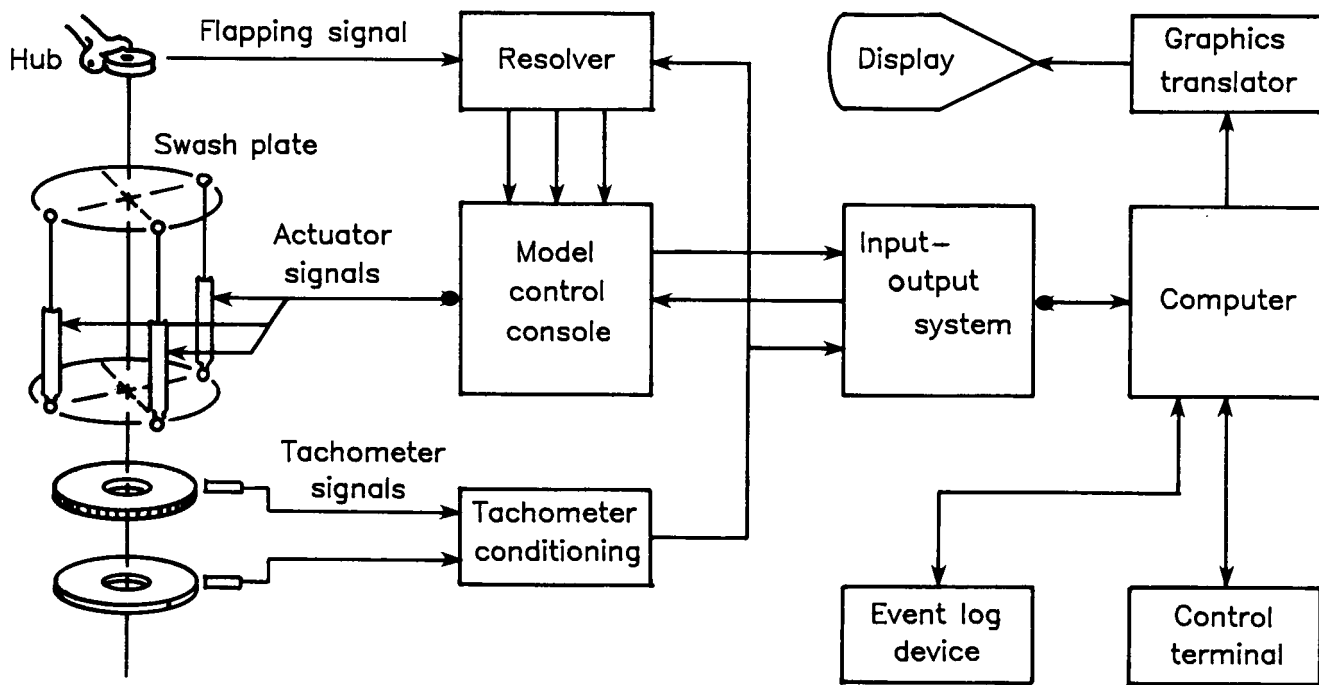 Hub
Flapping signal
Resolver
Display
Graphics
translator
Swash plate
Actuator
signals
Model
control
console
Input-
output
system
Computer
Tachometer
signals
Tachometer
conditioning
Event log
device
Control
terminal